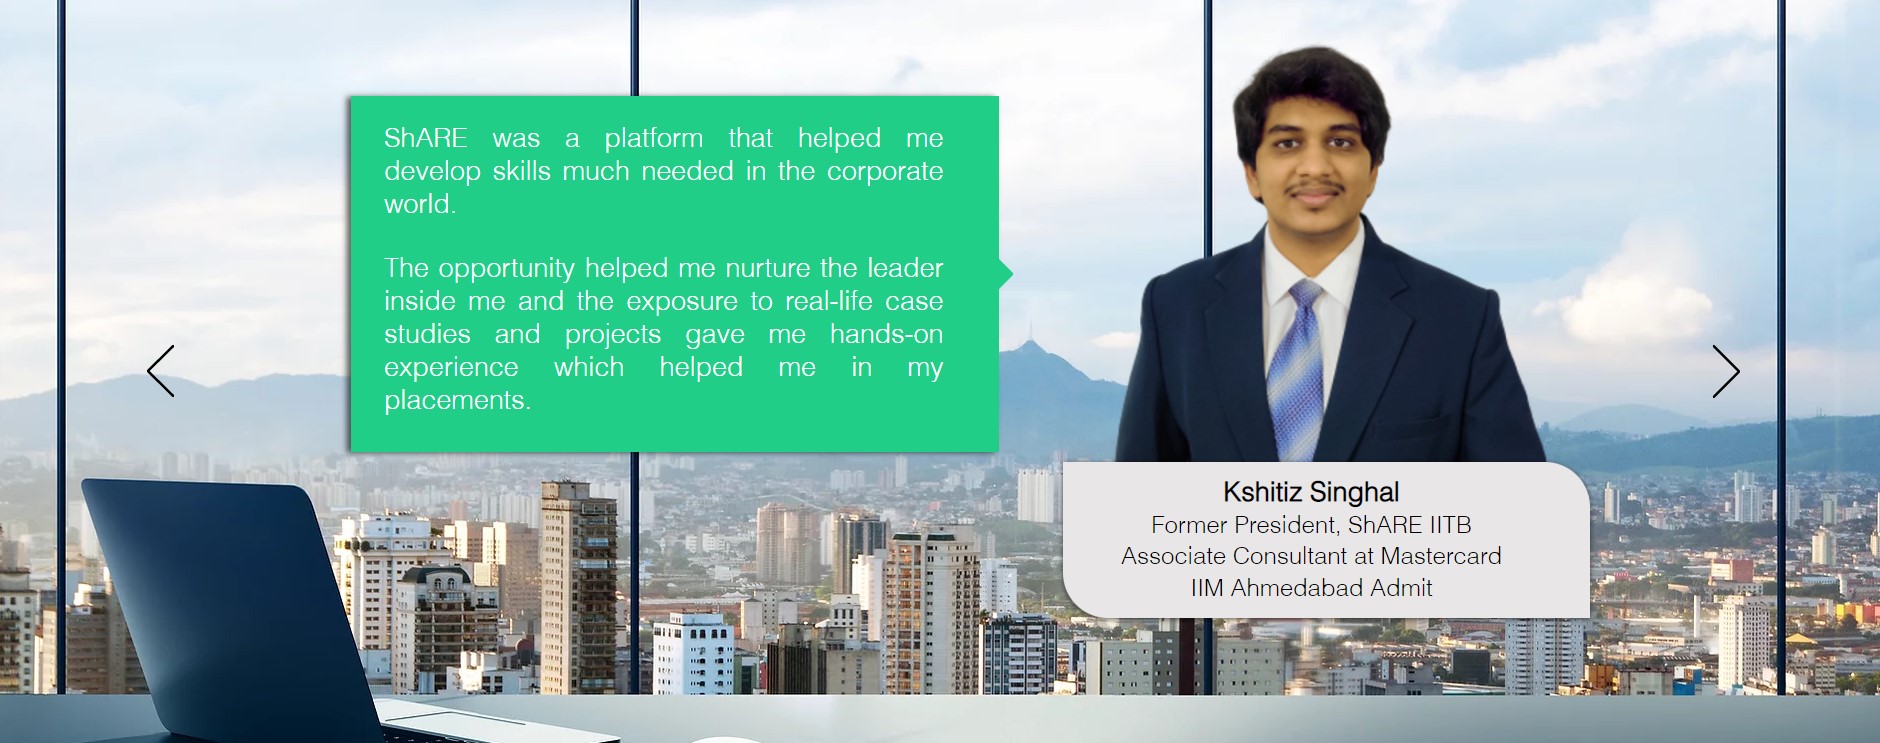 ShARE was a platform that helped me
develop skills much needed in the corporate
world.
The opportunity helped me nurture the leader
inside me and the exposure to real-life case
studies and projects gave me hands-on
experience which helped me in my
placements.
Kshitiz Singhal
Former President, ShARE IITB
Associate Consultant at Mastercard
IIM Ahmedabad Admit